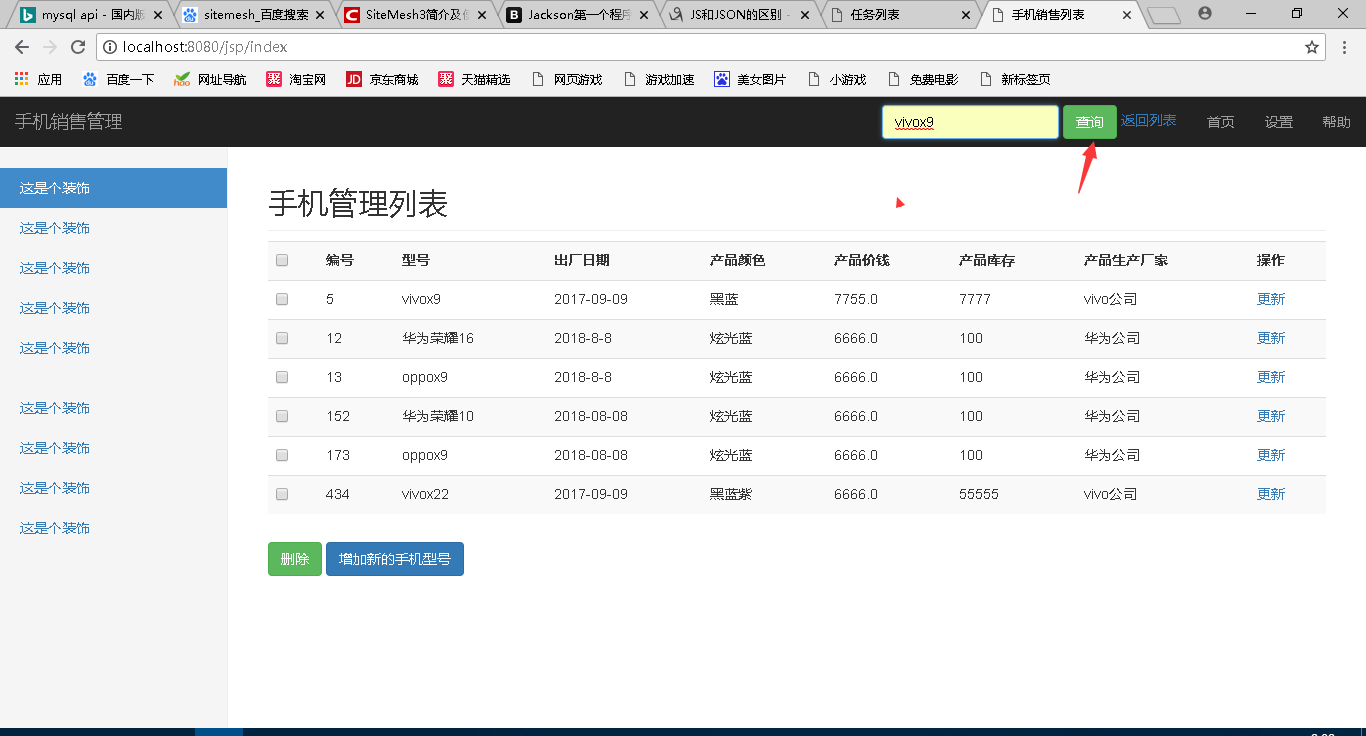 mysql api - 国内版
sitemesh_百度搜索
SiteMesh3简介及使
Jackson第一个程序
JS和JSON的区别 -
任务列表
手机销售列表
localhost:8080/jsp/index
应用 百度一下 网址导航 淘宝网 京东商城 天猫精选 网页游戏 游戏加速 美女图片 小游戏 免费电影 新标签页
手机销售管理 vivox9 查询 返回列表 首页 设置 帮助
这是个装饰
这是个装饰
这是个装饰
这是个装饰
这是个装饰
这是个装饰
这是个装饰
这是个装饰
这是个装饰
手机管理列表
编号 型号 出厂日期 产品颜色 产品价钱 产品库存 产品生产厂家 操作
5 vivox9 2017-09-09 黑蓝 7755.0 7777 vivo公司 更新
12 华为荣耀16 2018-8-8 炫光蓝 6666.0 100 华为公司 更新
13 oppox9 2018-8-8 炫光蓝 6666.0 100 华为公司 更新
152 华为荣耀10 2018-08-08 炫光蓝 6666.0 100 华为公司 更新
173 oppox9 2018-08-08 炫光蓝 6666.0 100 华为公司 更新
434 vivox22 2017-09-09 黑蓝紫 6666.0 55555 vivo公司 更新
删除 增加新的手机型号